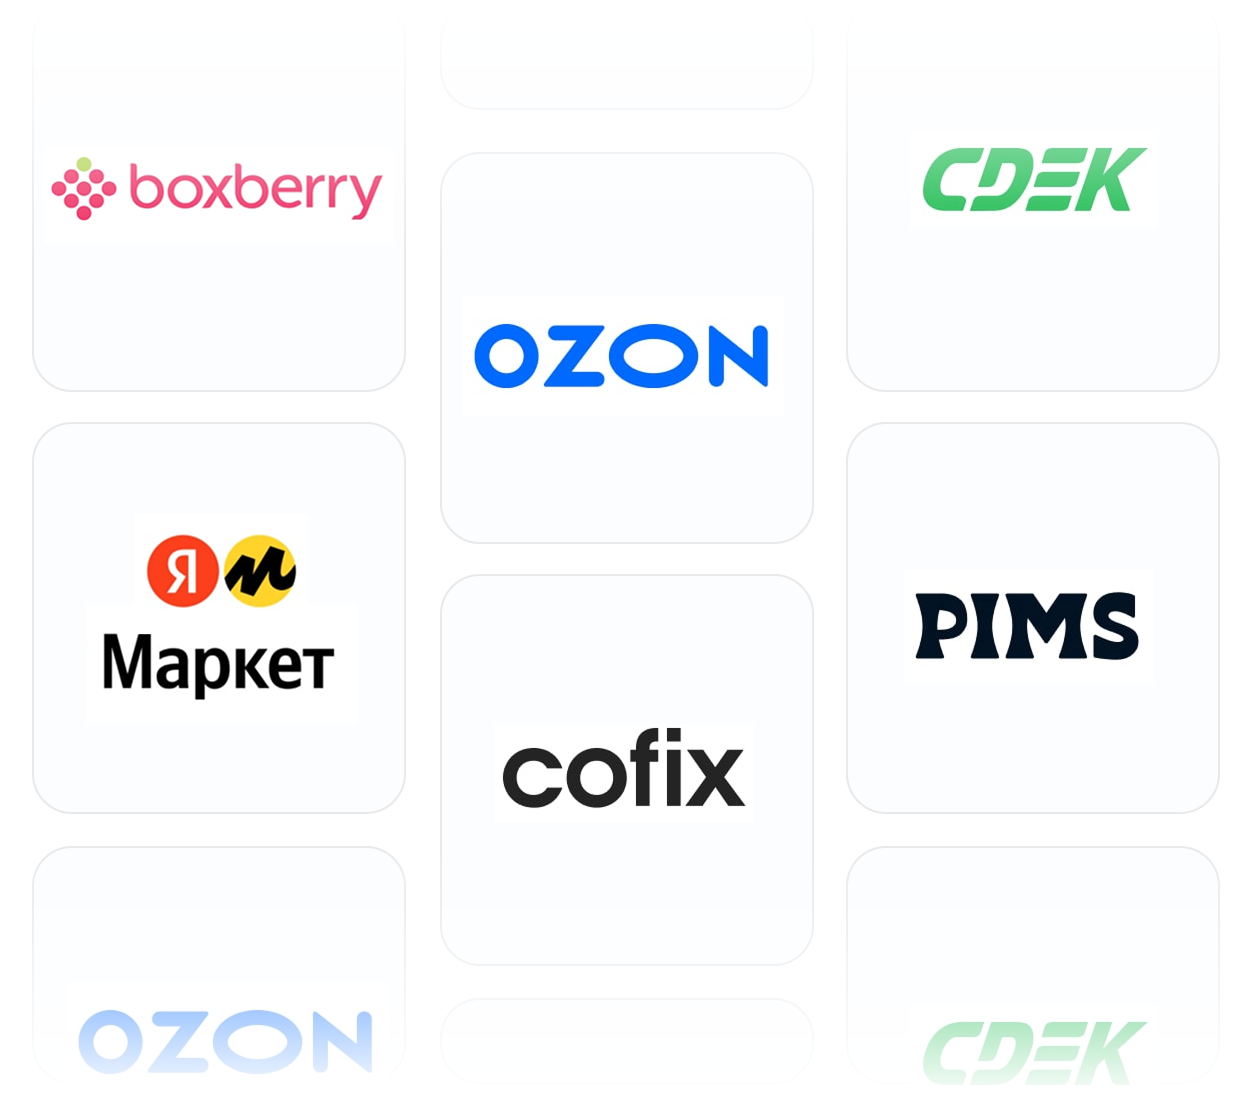 boxberry
CDEK
OZON
Я м
Маркет
PIMS
cofix
OZON
CDEK